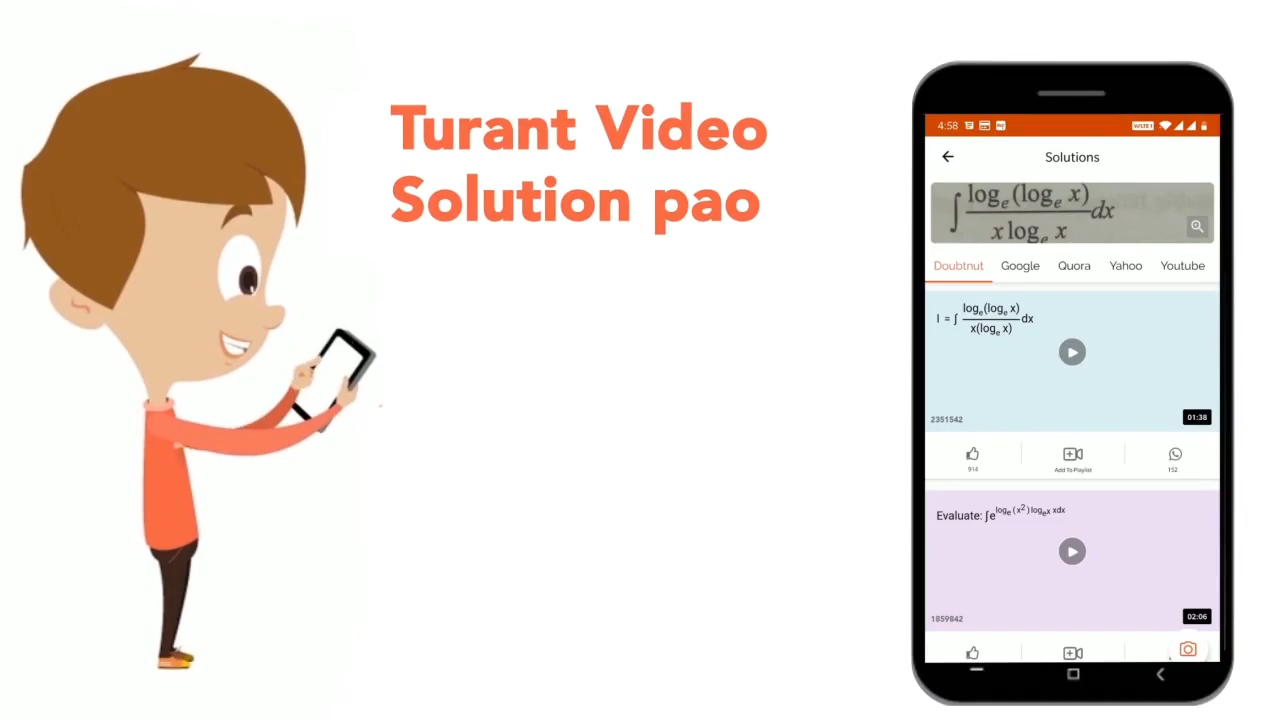 Turant Video
Solution pao
4:58
VoLTE1
Solutions
∫ logₑ(logₑ x) / x logₑ x dx
Doubtnut Google Quora Yahoo Youtube
I = ∫ logₑ(logₑ x) / x(logₑ x) dx
2351542 01:38
914 Add To Playlist 152
Evaluate: ∫e^logₑ(x²)logₑx xdx
1859842 02:06